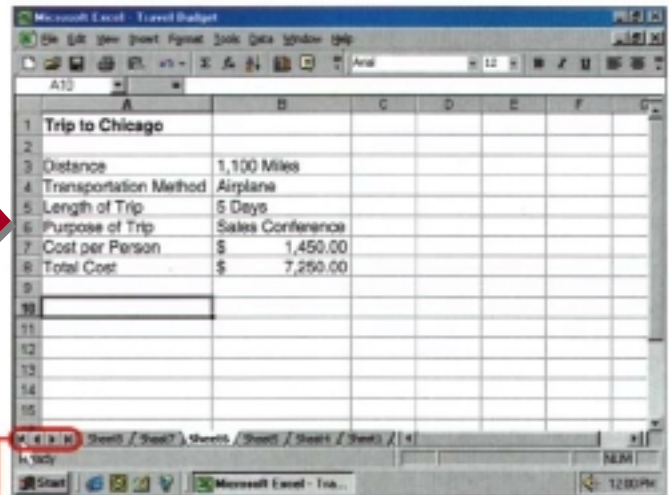 Microsoft Excel - Travel Budget
File Edit View Insert Format Tools Data Window Help
Arial 12 B I U
A10 =
A B C D E F G
1 Trip to Chicago
2
3 Distance 1,100 Miles
4 Transportation Method Airplane
5 Length of Trip 5 Days
6 Purpose of Trip Sales Conference
7 Cost per Person $ 1,450.00
8 Total Cost $ 7,250.00
9
10
11
12
13
14
15
Sheet8 / Sheet7 \ Sheet6 / Sheet5 / Sheet4 / Sheet3 /
Ready NUM
Start Microsoft Excel - Tra... 12:00 PM